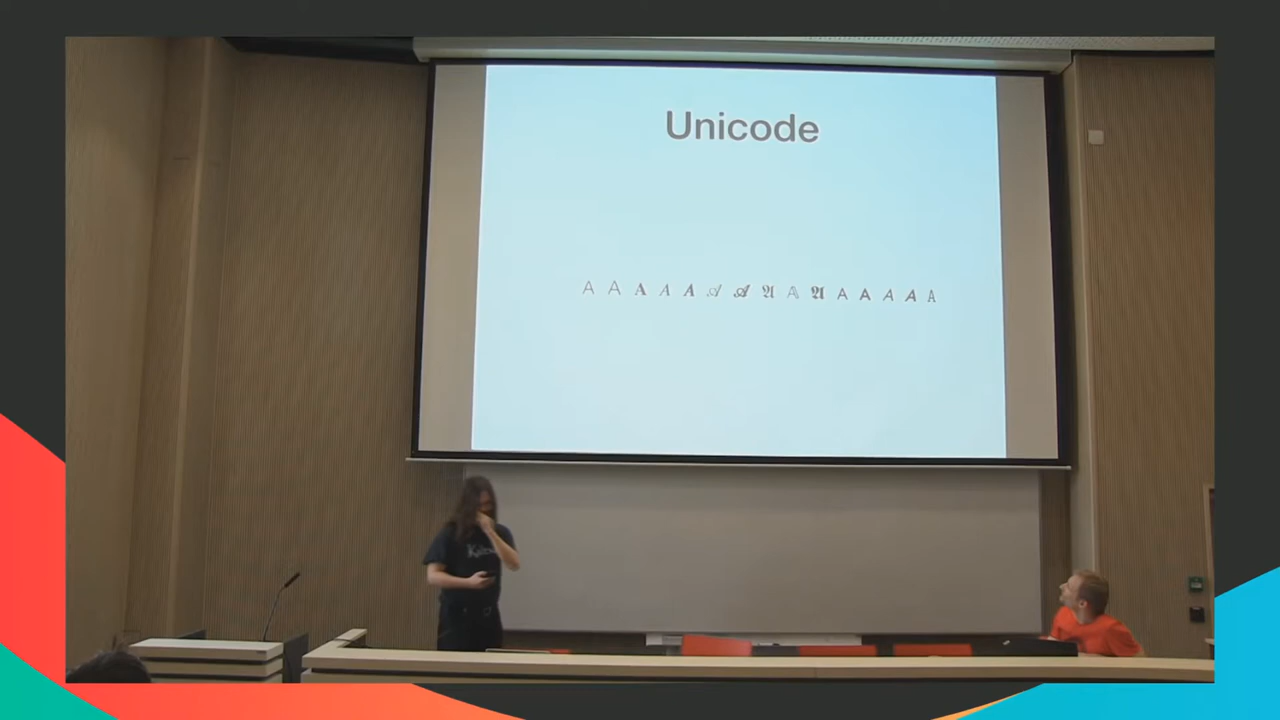 Unicode
A A 𝐀 𝐴 𝑨 𝒜 𝓐 𝔄 𝔸 𝕬 𝖠 𝗔 𝘈 𝘼 𝙰